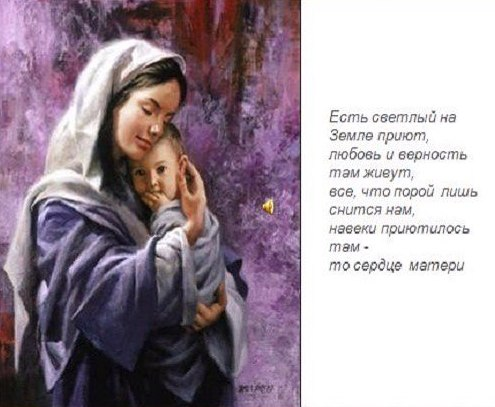 Есть светлый на
Земле приют,
любовь и верность
там живут,
все, что порой лишь
снится нам,
навеки приютилось
там -
то сердце матери